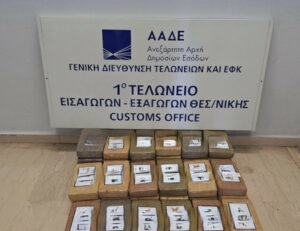 ΑΑΔΕ
Ανεξάρτητη Αρχή
Δημοσίων Εσόδων
ΓΕΝΙΚΗ ΔΙΕΥΘΥΝΣΗ ΤΕΛΩΝΕΙΩΝ ΚΑΙ ΕΦΚ
1ο ΤΕΛΩΝΕΙΟ
ΕΙΣΑΓΩΓΩΝ - ΕΞΑΓΩΓΩΝ ΘΕΣ/ΝΙΚΗΣ
CUSTOMS OFFICE